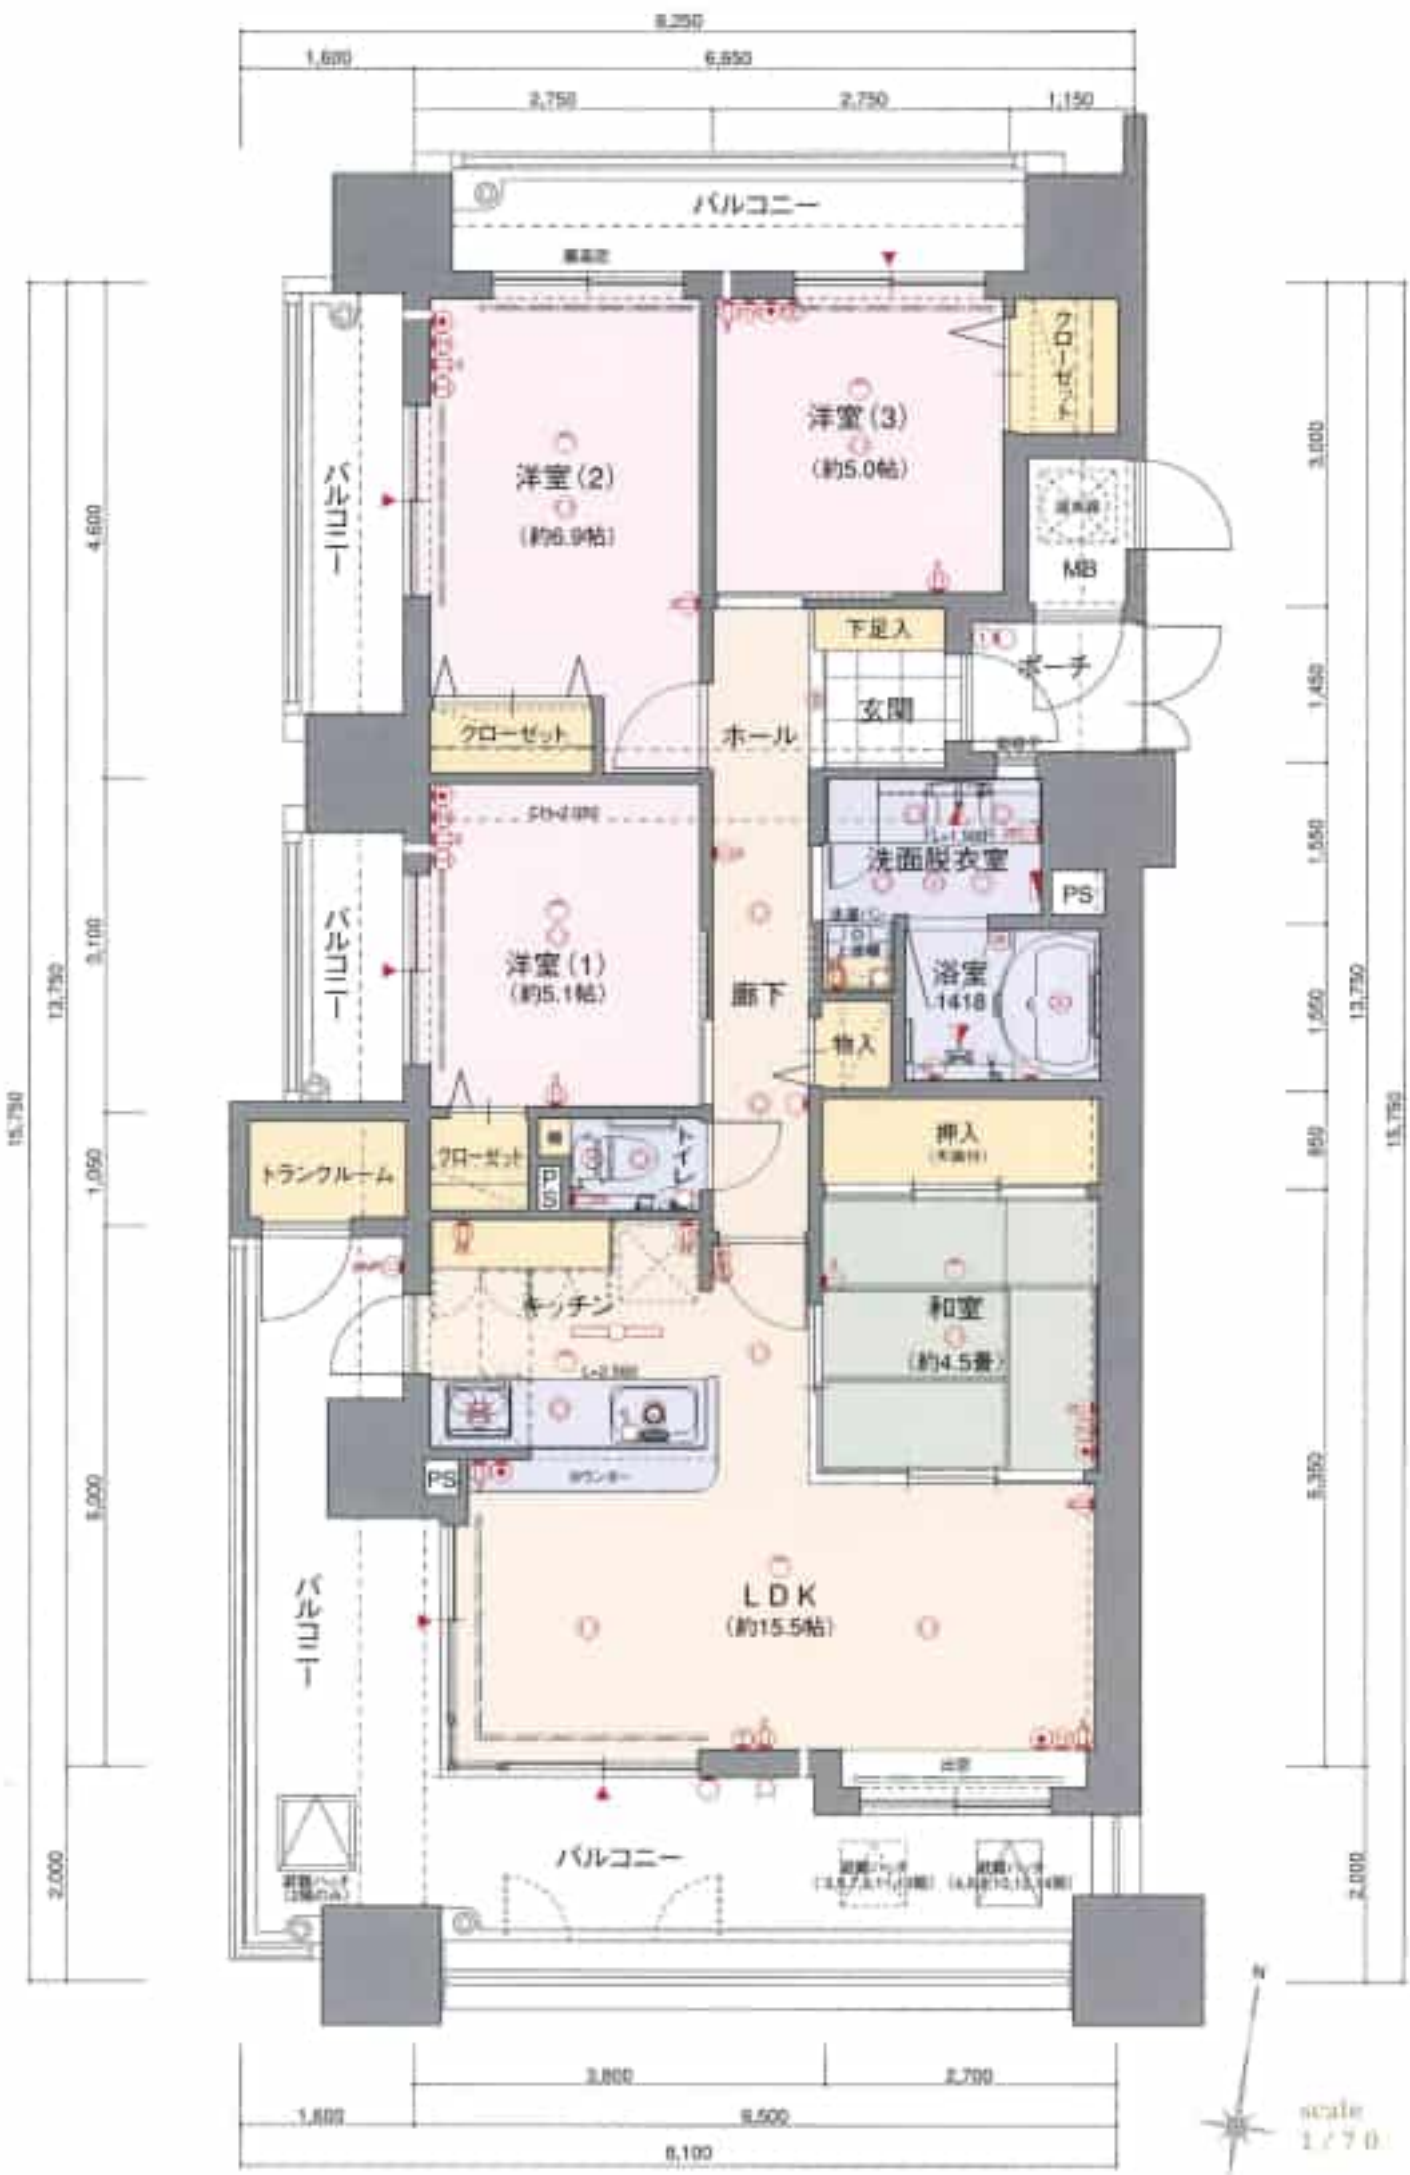 8,250
1,600
6,650
2,750
2,750
1,150
バルコニー
クローゼット
洋室(3)
(約5.0帖)
洋室(2)
(約6.9帖)
バルコニー
MB
下足入
ポーチ
玄関
ホール
クローゼット
洗面脱衣室
PS
バルコニー
洋室(1)
(約5.1帖)
廊下
浴室
1418
物入
押入
トランクルーム
クローゼット
PS
トイレ
キッチン
和室
(約4.5畳)
カウンター
PS
LDK
(約15.5帖)
バルコニー
出窓
バルコニー
4,600
3,100
1,050
5,000
13,750
15,750
2,000
3,000
1,450
1,550
1,550
850
5,350
13,750
15,750
2,000
3,800
2,700
1,600
6,500
8,100
N
scale
1/70